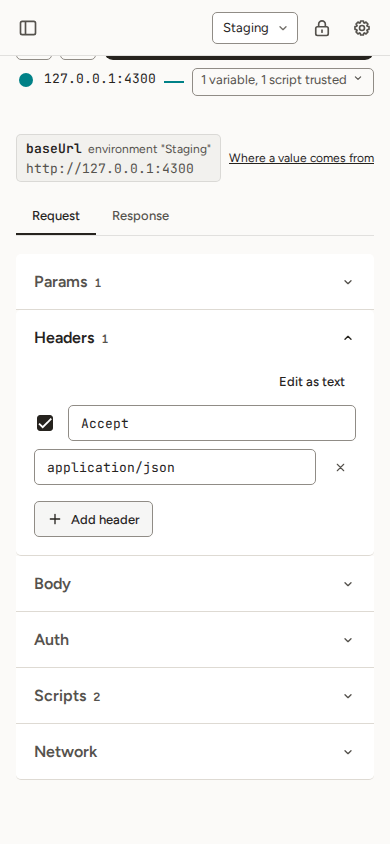 Staging
127.0.0.1:4300
1 variable, 1 script trusted
baseUrl environment "Staging"
http://127.0.0.1:4300
Where a value comes from
Request
Response
Params 1
Headers 1
Edit as text
Accept
application/json
Add header
Body
Auth
Scripts 2
Network